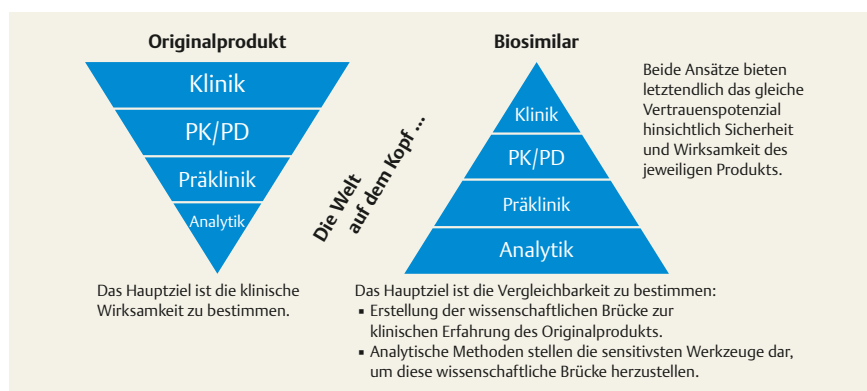 Originalprodukt
Klinik
PK/PD
Präklinik
Analytik
Das Hauptziel ist die klinische
Wirksamkeit zu bestimmen.
Die Welt
auf dem Kopf ...
Biosimilar
Klinik
PK/PD
Präklinik
Analytik
Das Hauptziel ist die Vergleichbarkeit zu bestimmen:
▪ Erstellung der wissenschaftlichen Brücke zur
klinischen Erfahrung des Originalprodukts.
▪ Analytische Methoden stellen die sensitivsten Werkzeuge dar,
um diese wissenschaftliche Brücke herzustellen.
Beide Ansätze bieten
letztendlich das gleiche
Vertrauenspotenzial
hinsichtlich Sicherheit
und Wirksamkeit des
jeweiligen Produkts.